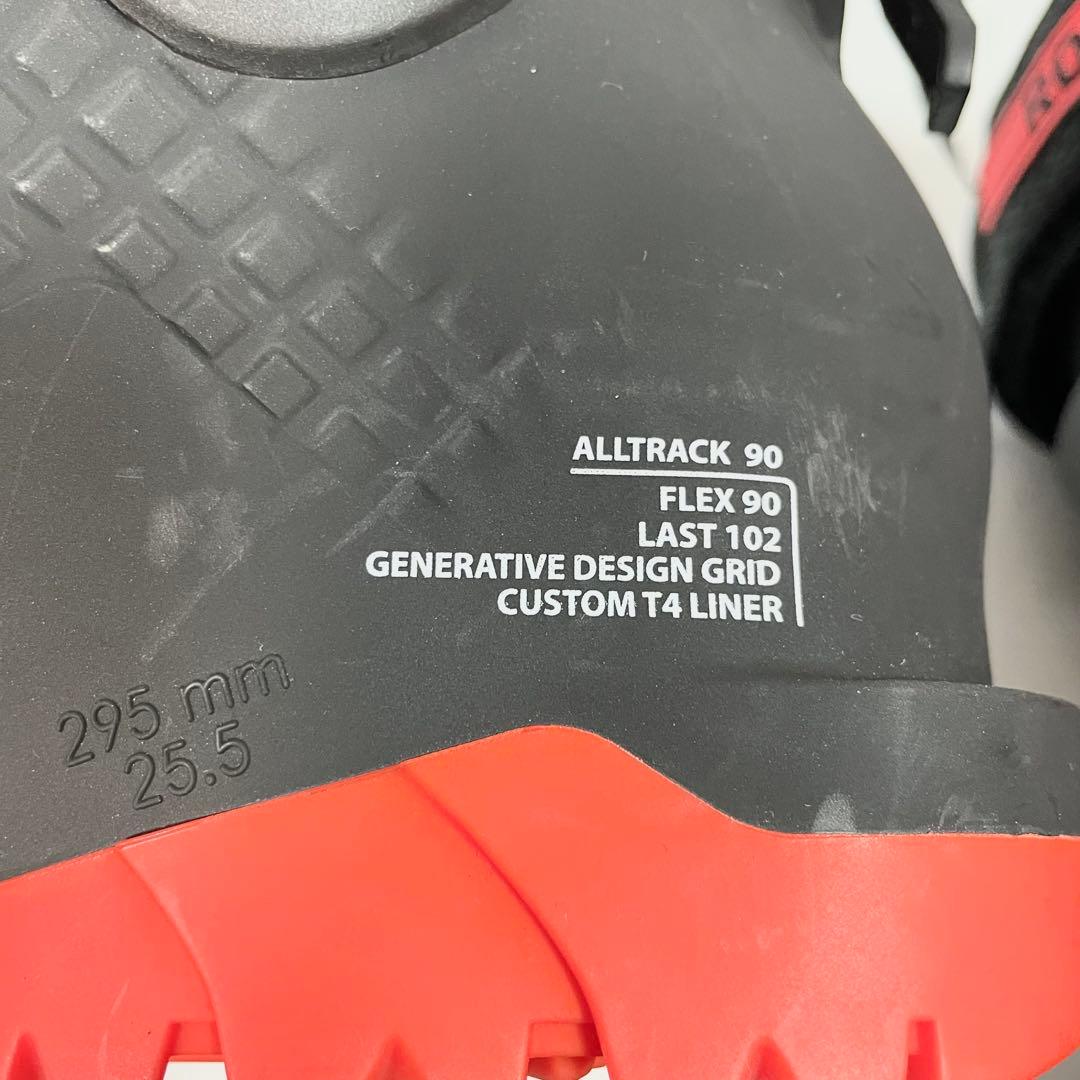 ALLTRACK 90
FLEX 90
LAST 102
GENERATIVE DESIGN GRID
CUSTOM T4 LINER
295 mm
25.5